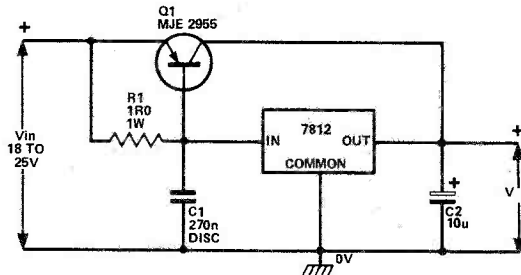 Q1
MJE 2955
+
R1
1R0
1W
Vin
18 TO
25V
7812
IN
OUT
COMMON
+
V
+
C1
270n
DISC
C2
10u
0V